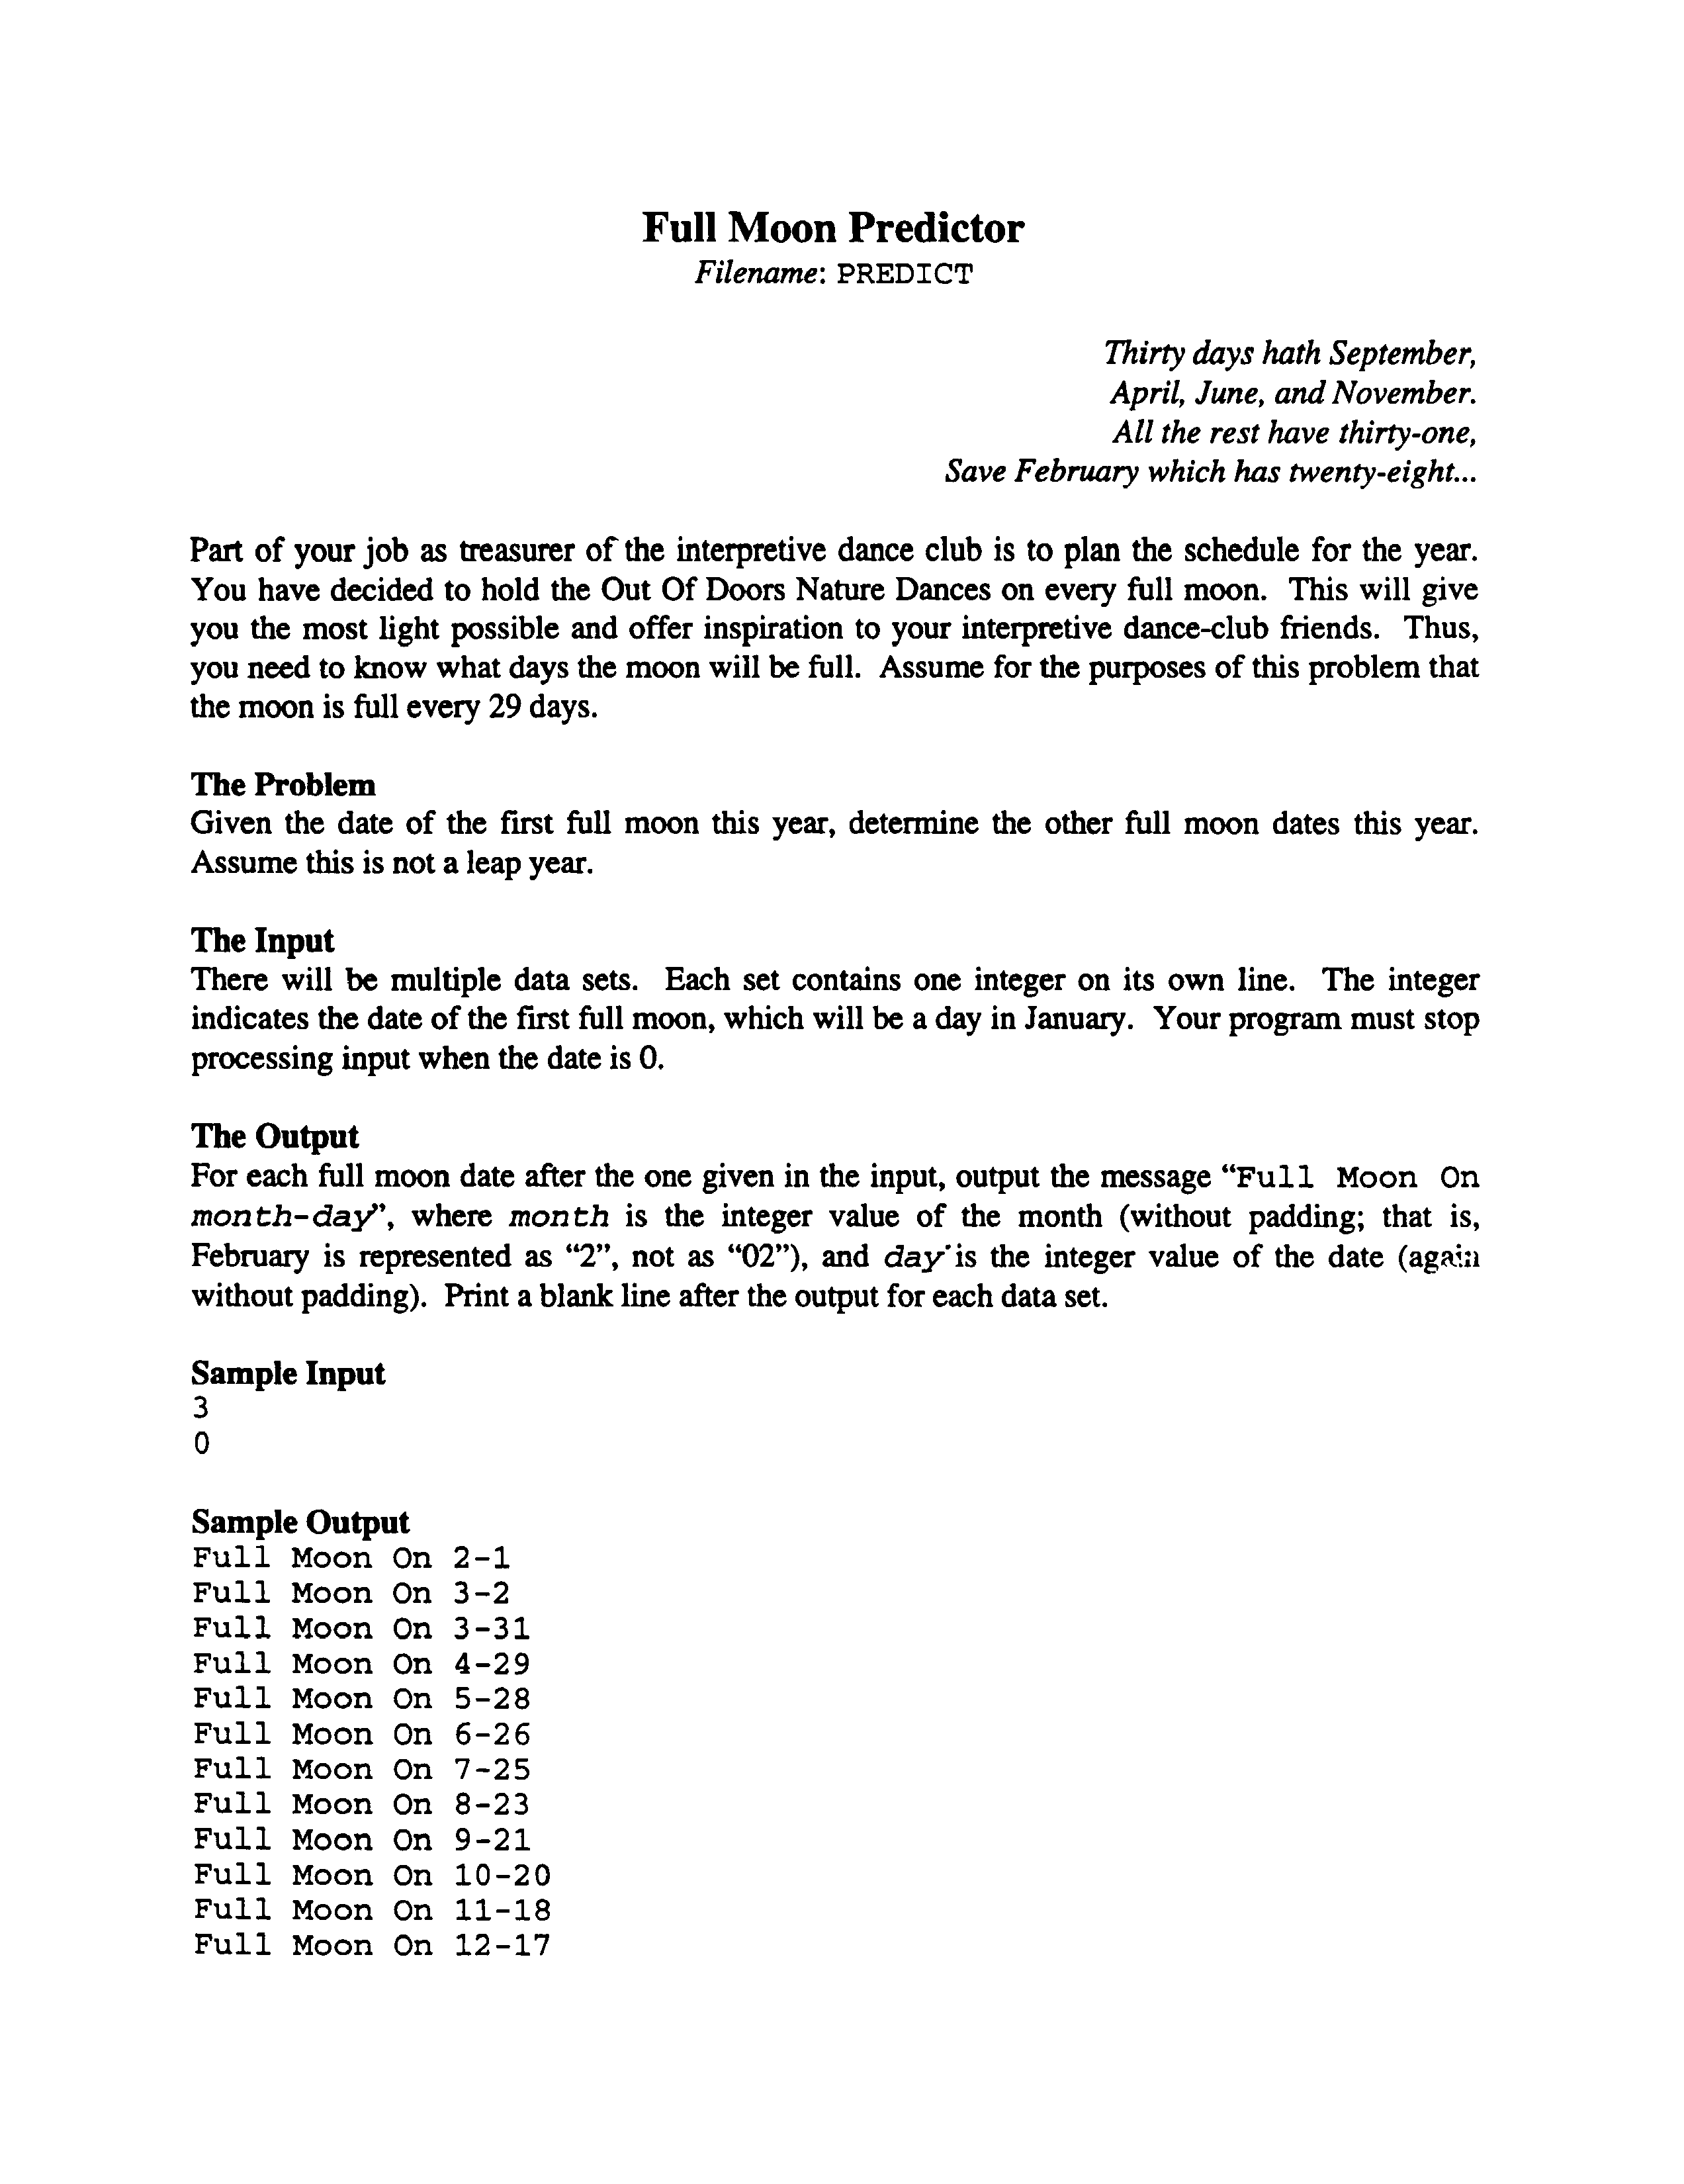 Full Moon Predictor
Filename: PREDICT
Thirty days hath September,
April, June, and November.
All the rest have thirty-one,
Save February which has twenty-eight...
Part of your job as treasurer of the interpretive dance club is to plan the schedule for the year.
You have decided to hold the Out Of Doors Nature Dances on every full moon. This will give
you the most light possible and offer inspiration to your interpretive dance-club friends. Thus,
you need to know what days the moon will be full. Assume for the purposes of this problem that
the moon is full every 29 days.
The Problem
Given the date of the first full moon this year, determine the other full moon dates this year.
Assume this is not a leap year.
The Input
There will be multiple data sets. Each set contains one integer on its own line. The integer
indicates the date of the first full moon, which will be a day in January. Your program must stop
processing input when the date is 0.
The Output
For each full moon date after the one given in the input, output the message “Full Moon On
month-day”, where month is the integer value of the month (without padding; that is,
February is represented as “2”, not as “02”), and day is the integer value of the date (again
without padding). Print a blank line after the output for each data set.
Sample Input
3
0
Sample Output
Full Moon On 2-1
Full Moon On 3-2
Full Moon On 3-31
Full Moon On 4-29
Full Moon On 5-28
Full Moon On 6-26
Full Moon On 7-25
Full Moon On 8-23
Full Moon On 9-21
Full Moon On 10-20
Full Moon On 11-18
Full Moon On 12-17